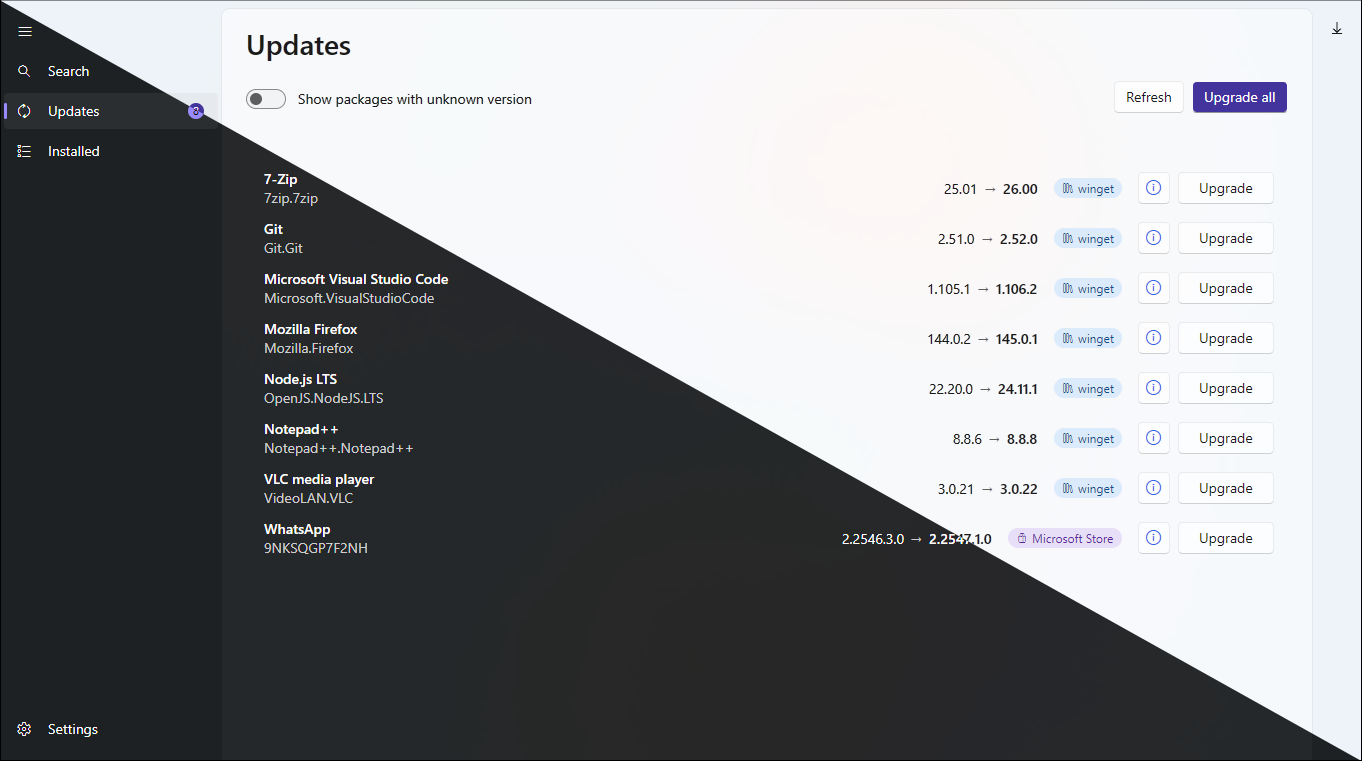 Updates
Search
Show packages with unknown version
Refresh
Upgrade all
Updates
Installed
7-Zip
7zip.7zip
25.01 → 26.00 winget Upgrade
Git
Git.Git
2.51.0 → 2.52.0 winget Upgrade
Microsoft Visual Studio Code
Microsoft.VisualStudioCode
1.105.1 → 1.106.2 winget Upgrade
Mozilla Firefox
Mozilla.Firefox
144.0.2 → 145.0.1 winget Upgrade
Node.js LTS
OpenJS.NodeJS.LTS
22.20.0 → 24.11.1 winget Upgrade
Notepad++
Notepad++.Notepad++
8.8.6 → 8.8.8 winget Upgrade
VLC media player
VideoLAN.VLC
3.0.21 → 3.0.22 winget Upgrade
WhatsApp
9NKSQGP7F2NH
2.2546.3.0 → 2.2547.1.0 Microsoft Store Upgrade
Settings